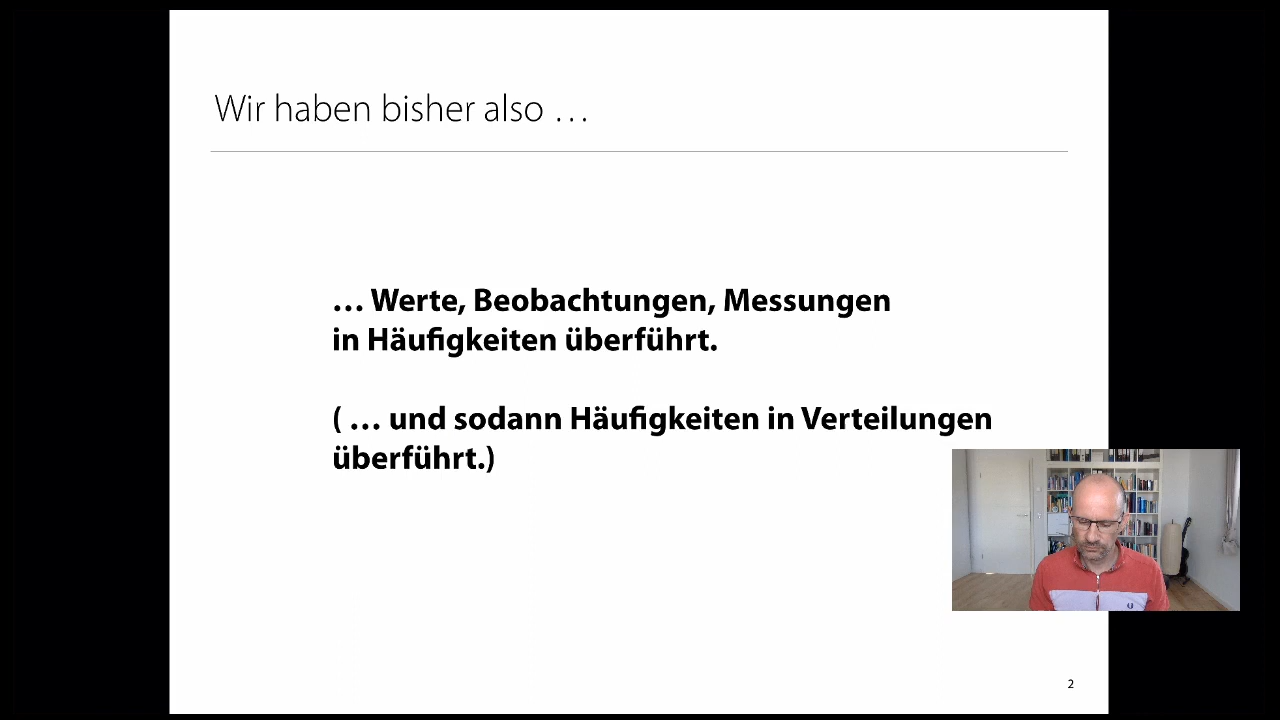 Wir haben bisher also …
… Werte, Beobachtungen, Messungen
in Häufigkeiten überführt.
( … und sodann Häufigkeiten in Verteilungen
überführt.)
2